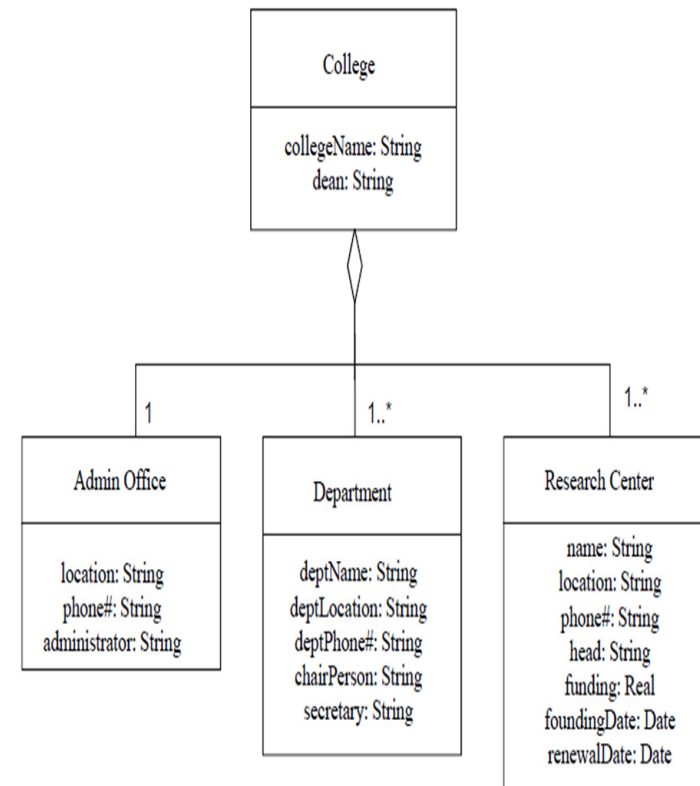 College
collegeName: String
dean: String
1
1..*
1..*
Admin Office
location: String
phone#: String
administrator: String
Department
deptName: String
deptLocation: String
deptPhone#: String
chairPerson: String
secretary: String
Research Center
name: String
location: String
phone#: String
head: String
funding: Real
foundingDate: Date
renewalDate: Date